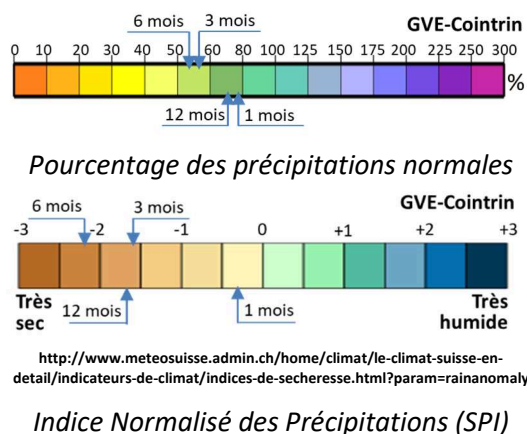 6 mois 3 mois GVE-Cointrin
0 10 20 30 40 50 60 80 100 125 150 175 200 225 250 300
%
12 mois 1 mois
Pourcentage des précipitations normales
6 mois 3 mois GVE-Cointrin
-3 -2 -1 0 +1 +2 +3
Très sec 12 mois 1 mois Très humide
http://www.meteosuisse.admin.ch/home/climat/le-climat-suisse-en-
detail/indicateurs-de-climat/indices-de-secheresse.html?param=rainanomaly
Indice Normalisé des Précipitations (SPI)